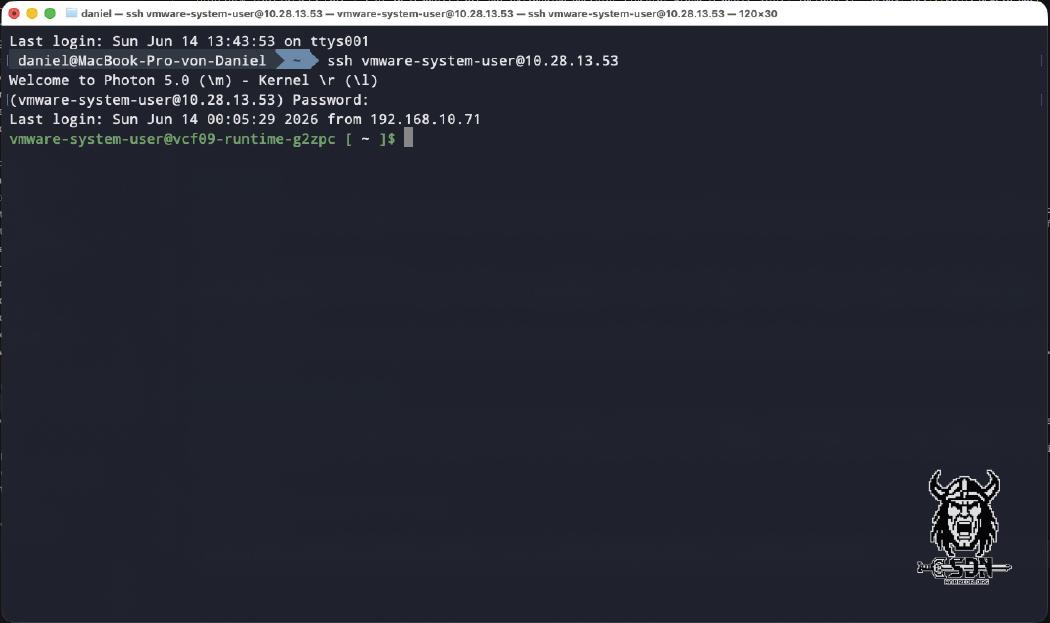 daniel — ssh vmware-system-user@10.28.13.53 — vmware-system-user@10.28.13.53 — ssh vmware-system-user@10.28.13.53 — 120×30
Last login: Sun Jun 14 13:43:53 on ttys001
daniel@MacBook-Pro-von-Daniel ~ ssh vmware-system-user@10.28.13.53
Welcome to Photon 5.0 (\m) - Kernel \r (\l)
(vmware-system-user@10.28.13.53) Password:
Last login: Sun Jun 14 00:05:29 2026 from 192.168.10.71
vmware-system-user@vcf09-runtime-g2zpc [ ~ ]$
SDN
WARRIOR.ORG